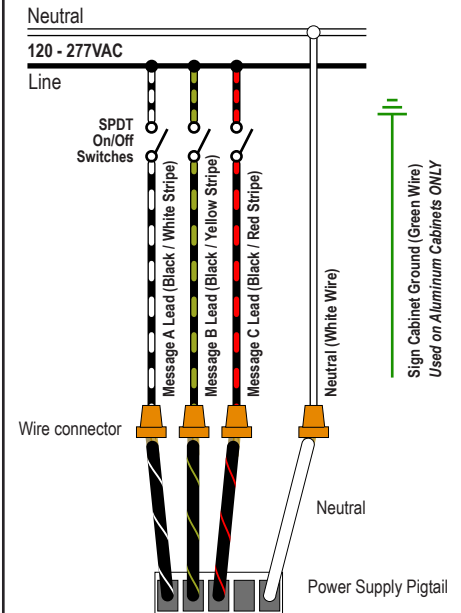 Neutral
120 - 277VAC
Line
SPDT
On/Off
Switches
Message A Lead (Black / White Stripe)
Message B Lead (Black / Yellow Stripe)
Message C Lead (Black / Red Stripe)
Neutral (White Wire)
Sign Cabinet Ground (Green Wire)
Used on Aluminum Cabinets ONLY
Wire connector
Neutral
Power Supply Pigtail